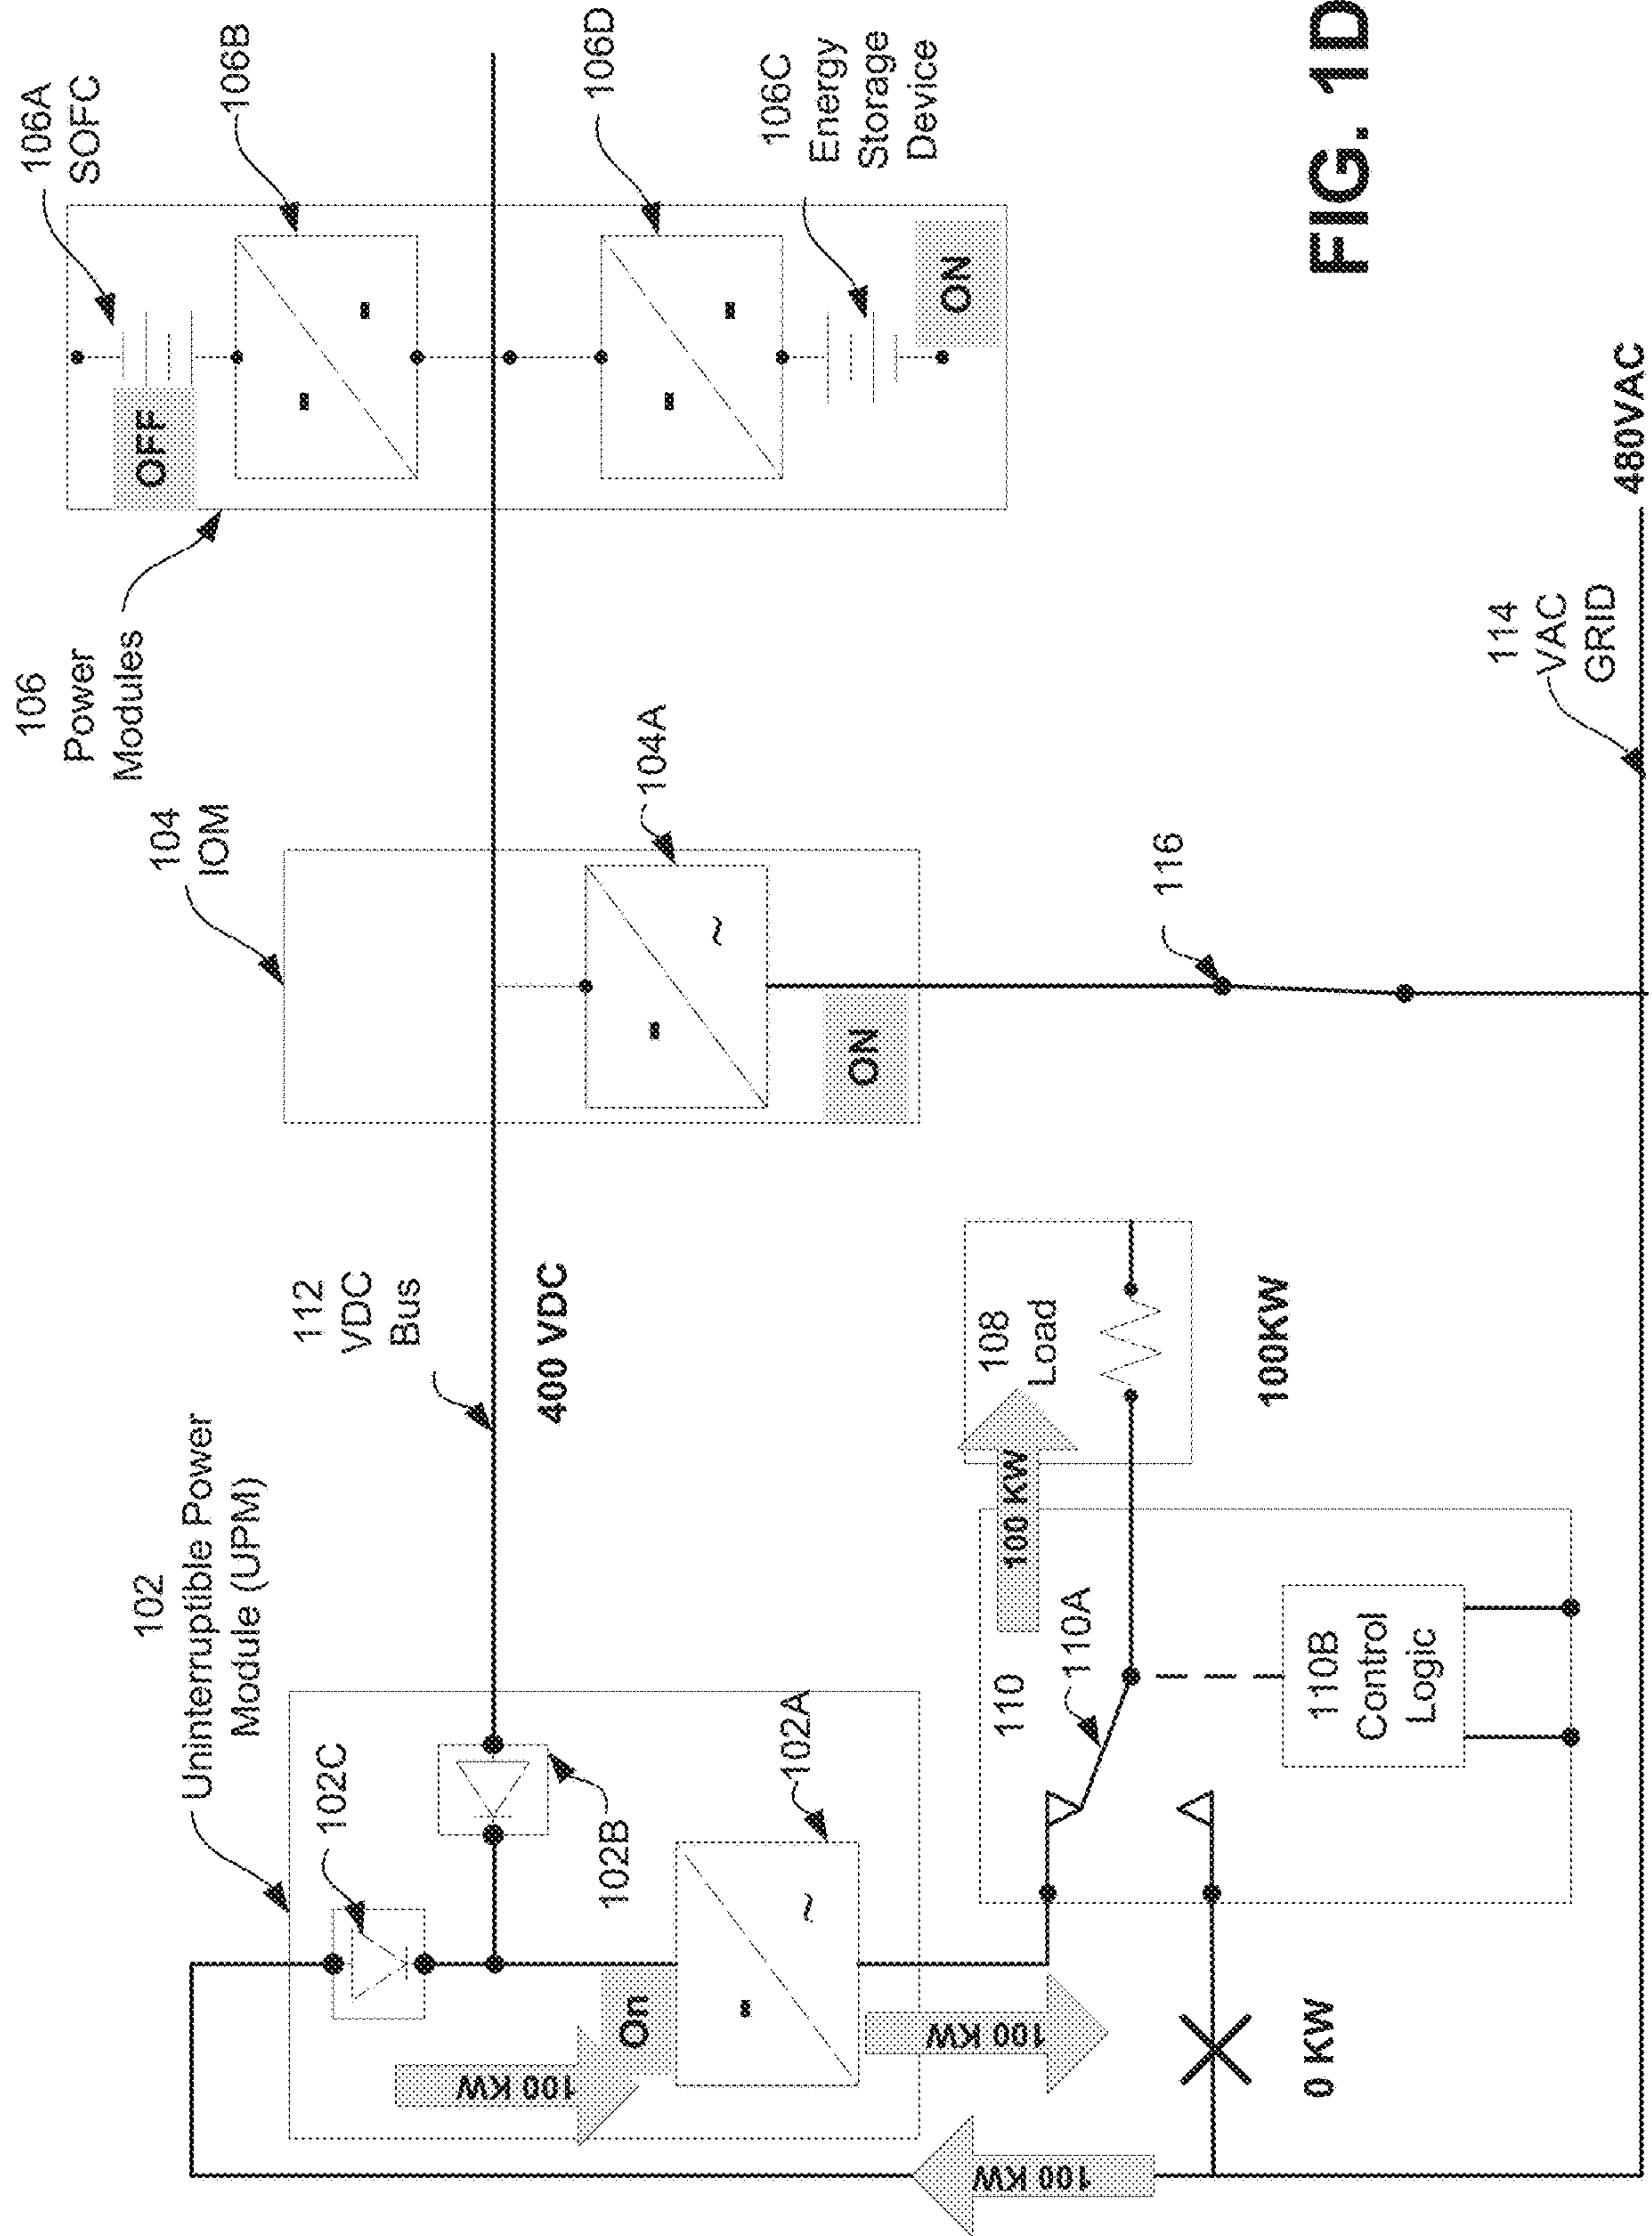 102
Uninterruptible Power
Module (UPM)
102C
102B
102A
On
100 KW
100 KW
100 KW
0 KW
112
VDC
Bus
400 VDC
110
110A
110B
Control
Logic
100 KW
108
Load
100KW
104
IOM
104A
ON
116
106
Power
Modules
106A
SOFC
OFF
106B
106D
106C
Energy
Storage
Device
ON
114
VAC
GRID
480VAC
FIG. 1D